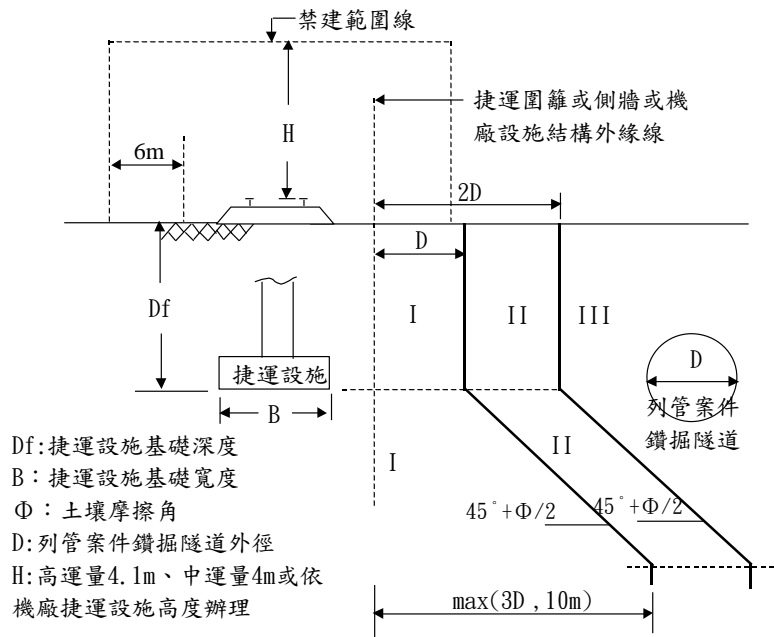 禁建範圍線
捷運圍籬或側牆或機
廠設施結構外緣線
H
6m
2D
D
Df
I
II
III
D
捷運設施
列管案件
鑽掘隧道
B
Df:捷運設施基礎深度
B：捷運設施基礎寬度
Φ：土壤摩擦角
D:列管案件鑽掘隧道外徑
H:高運量4.1m、中運量4m或依
機廠捷運設施高度辦理
I
II
45°+Φ/2
45°+Φ/2
max(3D,10m)